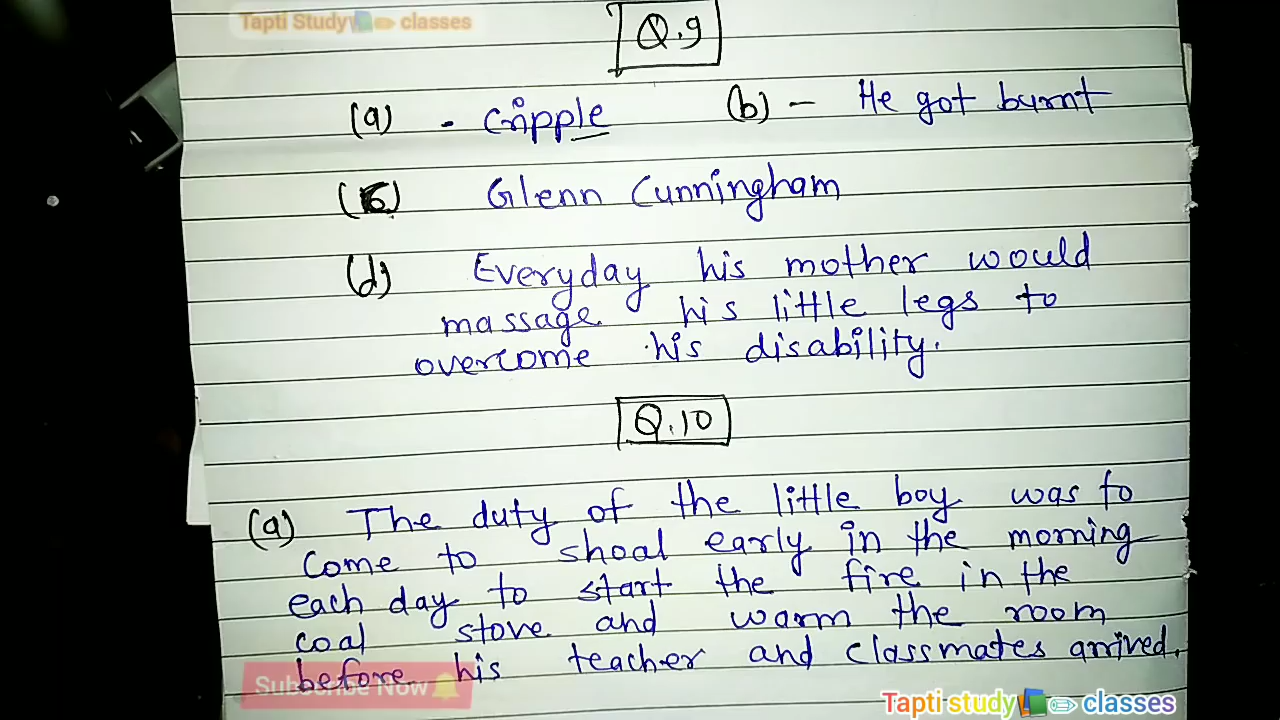 Tapti Study classes
Q.9
(a) - cripple (b) - He got burnt
(c) Glenn Cunningham
(d) Everyday his mother would
massage his little legs to
overcome his disability.
Q.10
(a) The duty of the little boy was to
come to shoal early in the morning
each day to start the fire in the
coal stove and warm the room
before his teacher and classmates arrived.
Subscribe Now
Tapti study classes